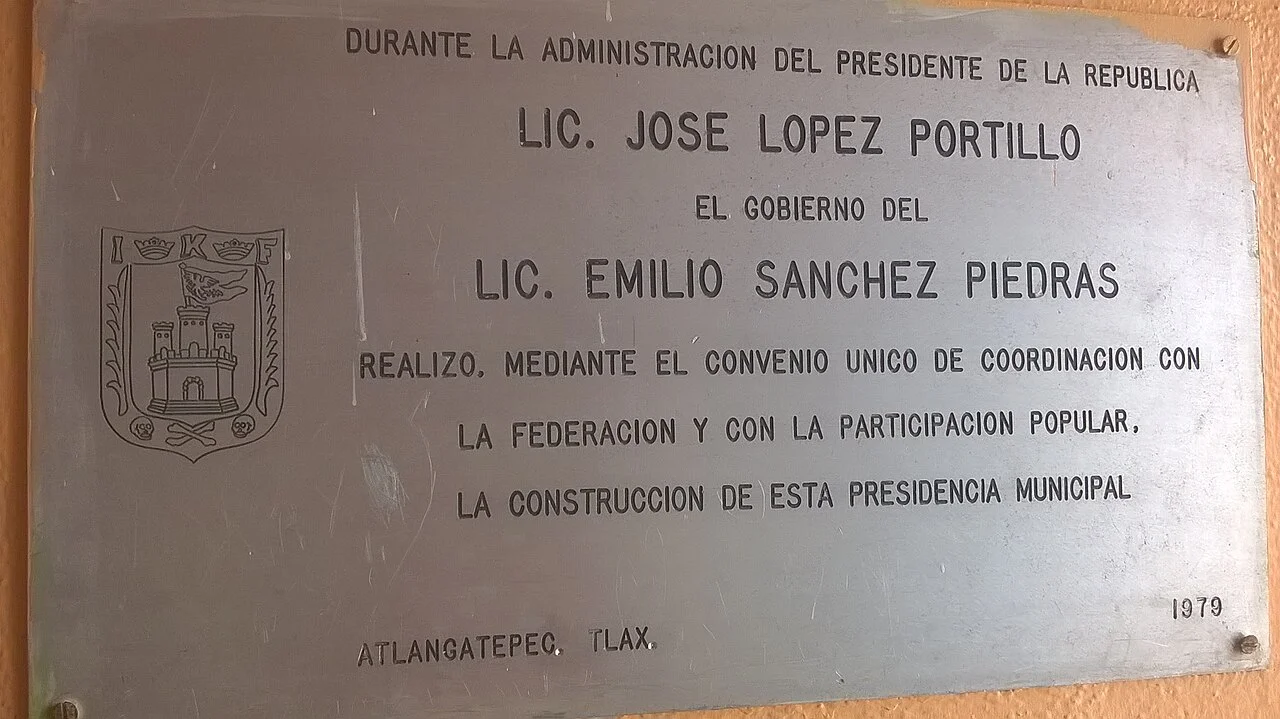 DURANTE LA ADMINISTRACION DEL PRESIDENTE DE LA REPUBLICA
LIC. JOSE LOPEZ PORTILLO
EL GOBIERNO DEL
LIC. EMILIO SANCHEZ PIEDRAS
I K F
REALIZO, MEDIANTE EL CONVENIO UNICO DE COORDINACION CON
LA FEDERACION Y CON LA PARTICIPACION POPULAR,
LA CONSTRUCCION DE ESTA PRESIDENCIA MUNICIPAL
1979
ATLANGATEPEC, TLAX.